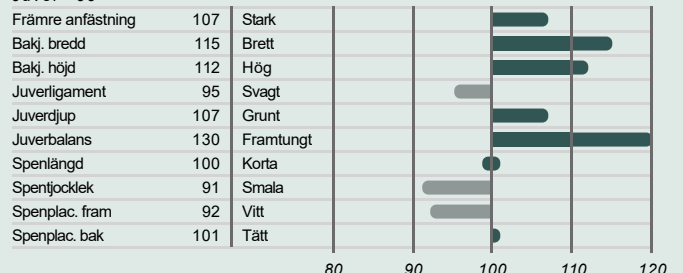 Främre anfästning 107 Stark
Bakj. bredd 115 Brett
Bakj. höjd 112 Hög
Juverligament 95 Svagt
Juverdjup 107 Grunt
Juverbalans 130 Framtungt
Spenlängd 100 Korta
Spentjocklek 91 Smala
Spenplac. fram 92 Vitt
Spenplac. bak 101 Tätt
80 90 100 110 120